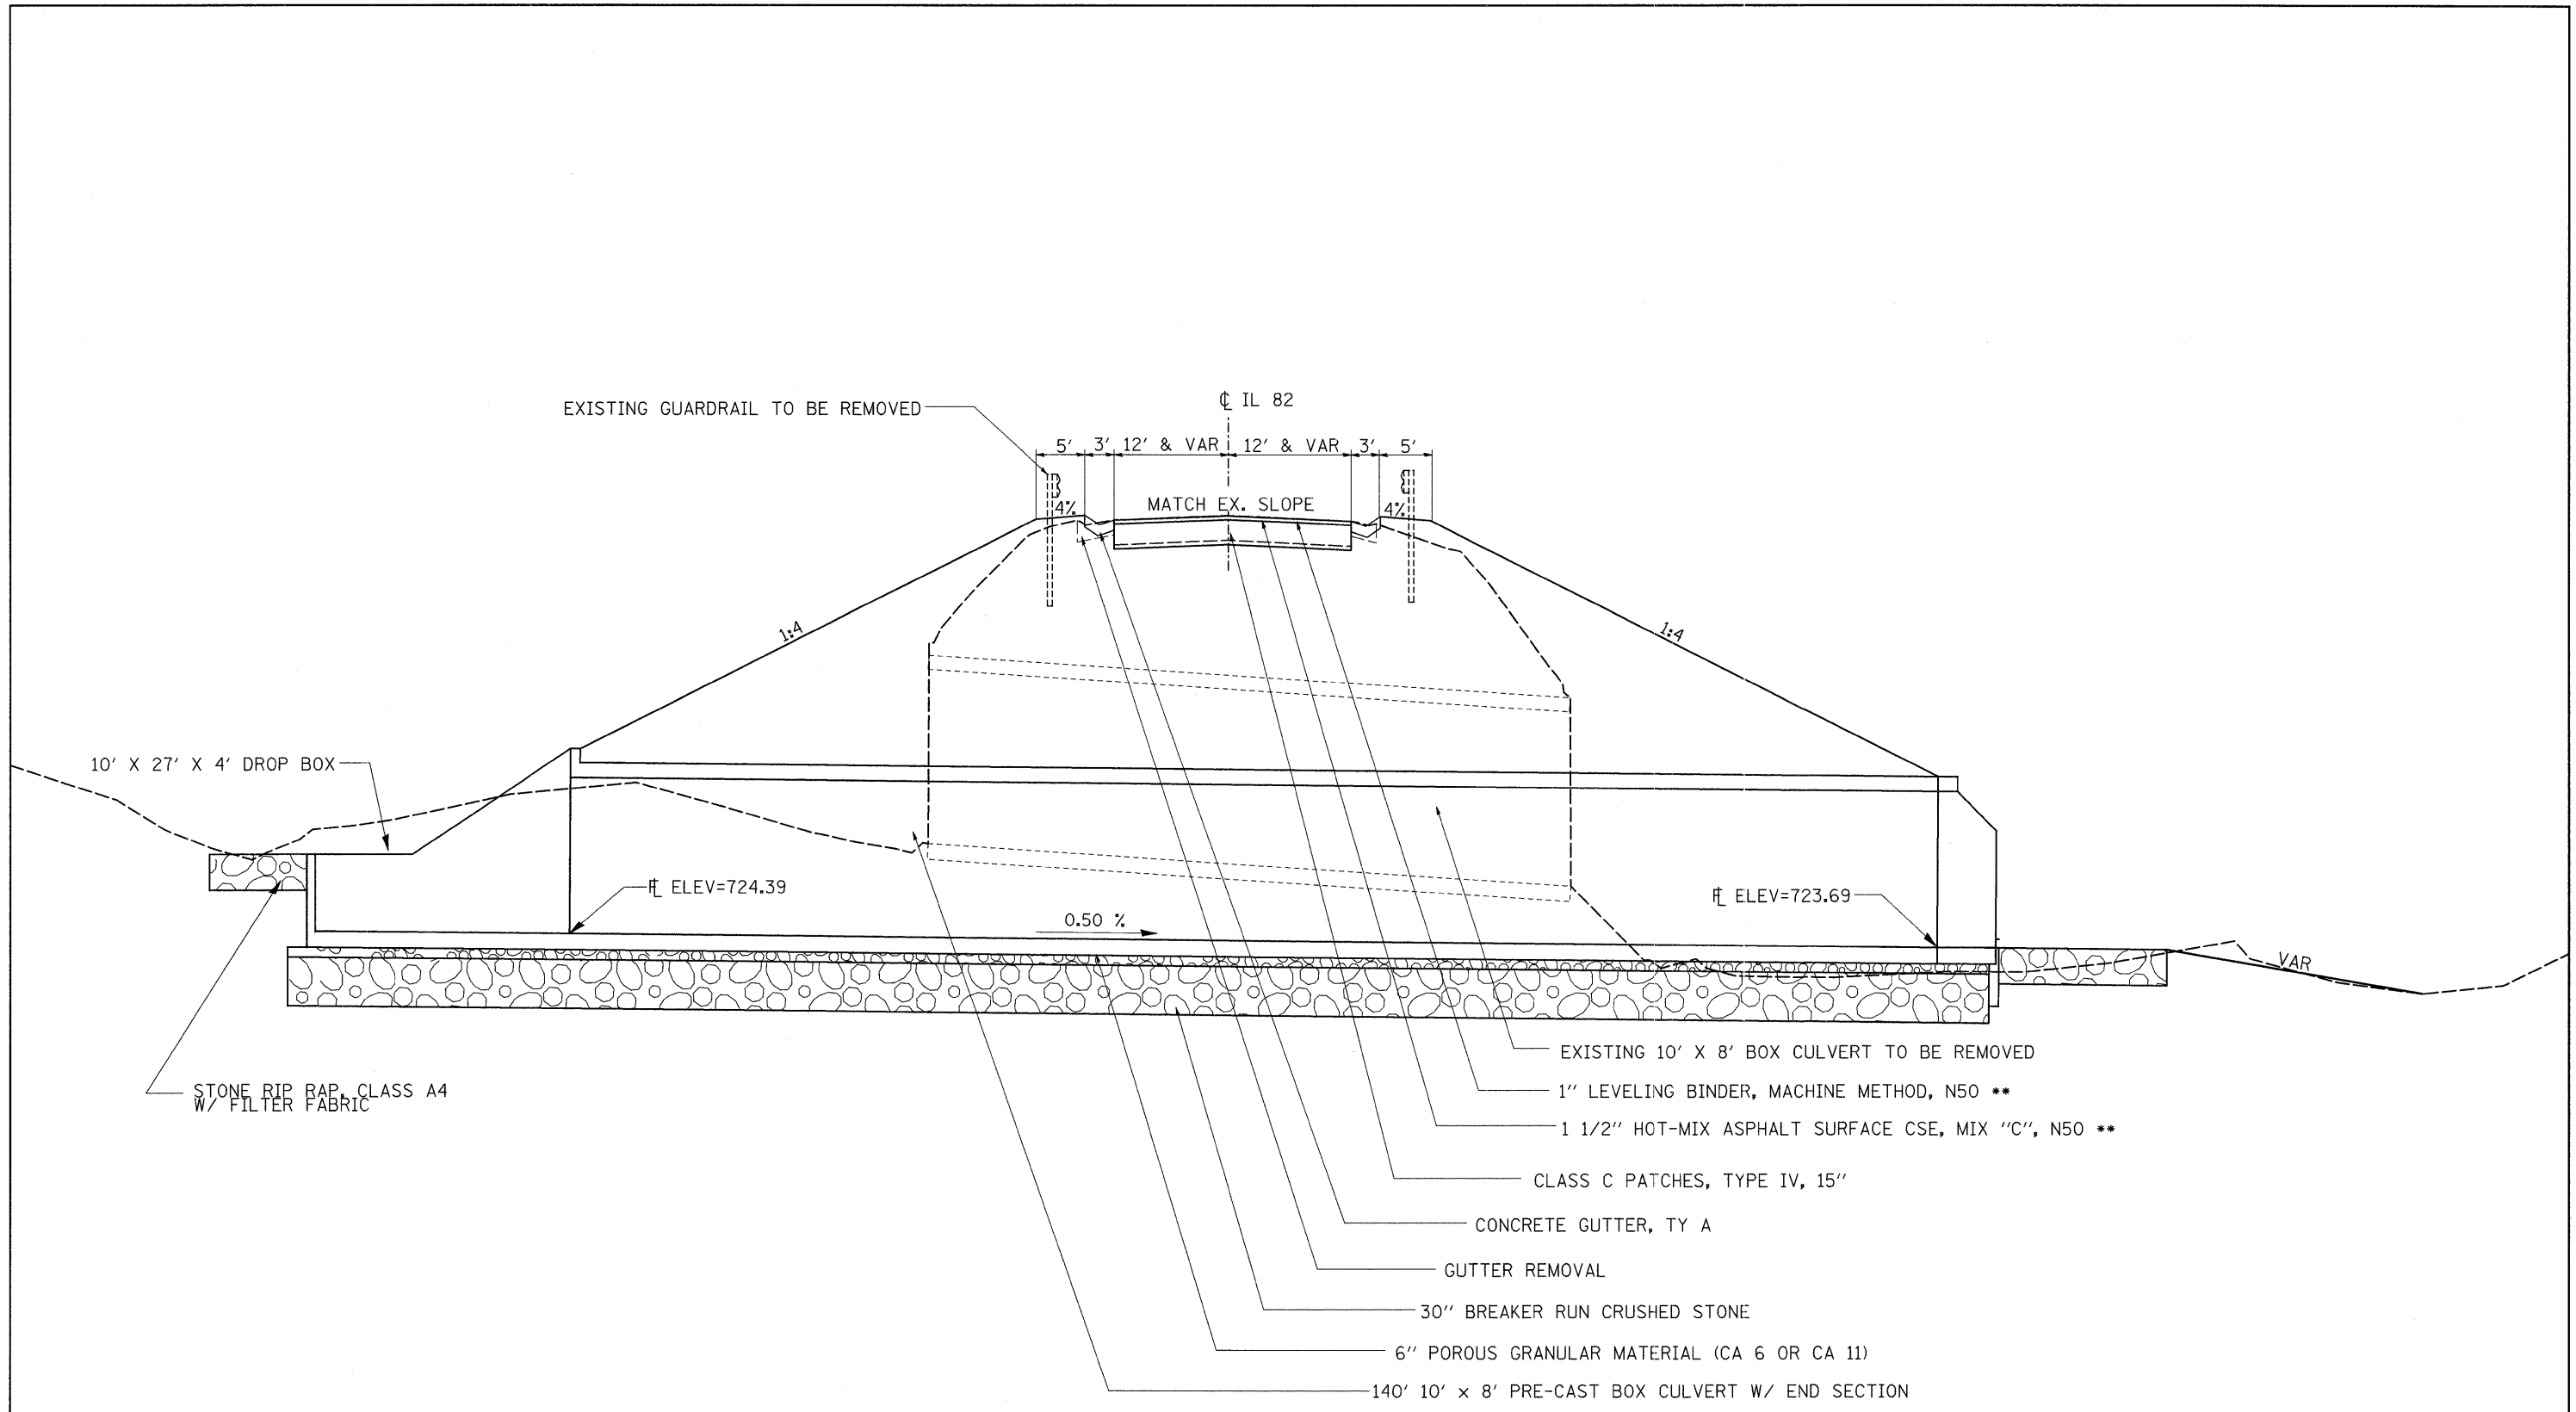 EXISTING GUARDRAIL TO BE REMOVED
℄ IL 82
5' 3' 12' & VAR 12' & VAR 3' 5'
4% MATCH EX. SLOPE 4%
1:4
1:4
10' X 27' X 4' DROP BOX
FL ELEV=724.39
FL ELEV=723.69
0.50 %
VAR
STONE RIP RAP, CLASS A4
W/ FILTER FABRIC
EXISTING 10' X 8' BOX CULVERT TO BE REMOVED
1" LEVELING BINDER, MACHINE METHOD, N50 **
1 1/2" HOT-MIX ASPHALT SURFACE CSE, MIX "C", N50 **
CLASS C PATCHES, TYPE IV, 15"
CONCRETE GUTTER, TY A
GUTTER REMOVAL
30" BREAKER RUN CRUSHED STONE
6" POROUS GRANULAR MATERIAL (CA 6 OR CA 11)
140' 10' x 8' PRE-CAST BOX CULVERT W/ END SECTION